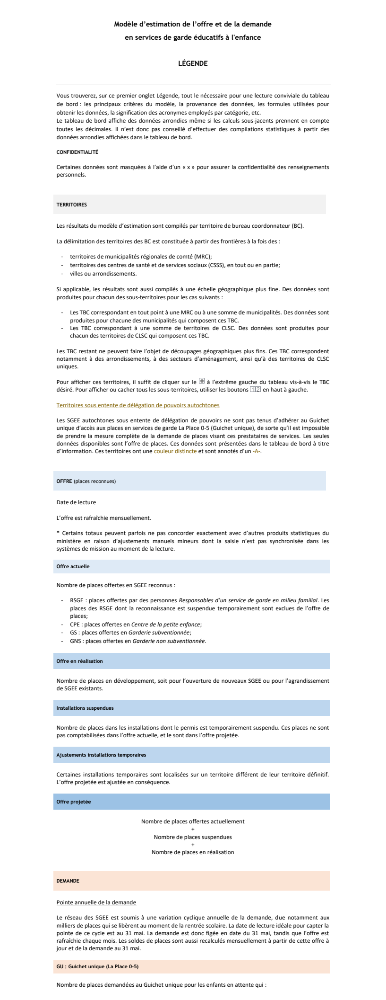 Modèle d’estimation de l’offre et de la demande
en services de garde éducatifs à l'enfance
LÉGENDE
Vous trouverez, sur ce premier onglet Légende, tout le nécessaire pour une lecture conviviale du tableau
de bord : les principaux critères du modèle, la provenance des données, les formules utilisées pour
obtenir les données, la signification des acronymes employés par catégorie, etc.
Le tableau de bord affiche des données arrondies même si les calculs sous-jacents prennent en compte
toutes les décimales. Il n’est donc pas conseillé d’effectuer des compilations statistiques à partir des
données arrondies affichées dans le tableau de bord.
CONFIDENTIALITÉ
Certaines données sont masquées à l’aide d’un « x » pour assurer la confidentialité des renseignements
personnels.
TERRITOIRES
Les résultats du modèle d’estimation sont compilés par territoire de bureau coordonnateur (BC).
La délimitation des territoires des BC est constituée à partir des frontières à la fois des :
- territoires de municipalités régionales de comté (MRC);
- territoires des centres de santé et de services sociaux (CSSS), en tout ou en partie;
- villes ou arrondissements.
Si applicable, les résultats sont aussi compilés à une échelle géographique plus fine. Des données sont
produites pour chacun des sous-territoires pour les cas suivants :
- Les TBC correspondant en tout point à une MRC ou à une somme de municipalités. Des données sont
produites pour chacune des municipalités qui composent ces TBC.
- Les TBC correspondant à une somme de territoires de CLSC. Des données sont produites pour
chacun des territoires de CLSC qui composent ces TBC.
Les TBC restant ne peuvent faire l’objet de découpages géographiques plus fins. Ces TBC correspondent
notamment à des arrondissements, à des secteurs d’aménagement, ainsi qu’à des territoires de CLSC
uniques.
Pour afficher ces territoires, il suffit de cliquer sur le + à l’extrême gauche du tableau vis-à-vis le TBC
désiré. Pour afficher ou cacher tous les sous-territoires, utiliser les boutons 1 2 en haut à gauche.
Territoires sous entente de délégation de pouvoirs autochtones
Les SGEE autochtones sous entente de délégation de pouvoirs ne sont pas tenus d’adhérer au Guichet
unique d’accès aux places en services de garde La Place 0-5 (Guichet unique), de sorte qu’il est impossible
de prendre la mesure complète de la demande de places visant ces prestataires de services. Les seules
données disponibles sont l’offre de places. Ces données sont présentées dans le tableau de bord à titre
d’information. Ces territoires ont une couleur distincte et sont annotés d’un -A-.
OFFRE (places reconnues)
Date de lecture
L’offre est rafraîchie mensuellement.
* Certains totaux peuvent parfois ne pas concorder exactement avec d’autres produits statistiques du
ministère en raison d’ajustements manuels mineurs dont la saisie n’est pas synchronisée dans les
systèmes de mission au moment de la lecture.
Offre actuelle
Nombre de places offertes en SGEE reconnus :
- RSGE : places offertes par des personnes Responsables d’un service de garde en milieu familial. Les
places des RSGE dont la reconnaissance est suspendue temporairement sont exclues de l’offre de
places;
- CPE : places offertes en Centre de la petite enfance;
- GS : places offertes en Garderie subventionnée;
- GNS : places offertes en Garderie non subventionnée.
Offre en réalisation
Nombre de places en développement, soit pour l’ouverture de nouveaux SGEE ou pour l’agrandissement
de SGEE existants.
Installations suspendues
Nombre de places dans les installations dont le permis est temporairement suspendu. Ces places ne sont
pas comptabilisées dans l’offre actuelle, et le sont dans l’offre projetée.
Ajustements installations temporaires
Certaines installations temporaires sont localisées sur un territoire différent de leur territoire définitif.
L’offre projetée est ajustée en conséquence.
Offre projetée
Nombre de places offertes actuellement
+
Nombre de places suspendues
+
Nombre de places en réalisation
DEMANDE
Pointe annuelle de la demande
Le réseau des SGEE est soumis à une variation cyclique annuelle de la demande, due notamment aux
milliers de places qui se libèrent au moment de la rentrée scolaire. La date de lecture idéale pour capter la
pointe de ce cycle est au 31 mai. La demande est donc figée en date du 31 mai, tandis que l’offre est
rafraîchie chaque mois. Les soldes de places sont aussi recalculés mensuellement à partir de cette offre à
jour et de la demande au 31 mai.
GU : Guichet unique (La Place 0-5)
Nombre de places demandées au Guichet unique pour les enfants en attente qui :